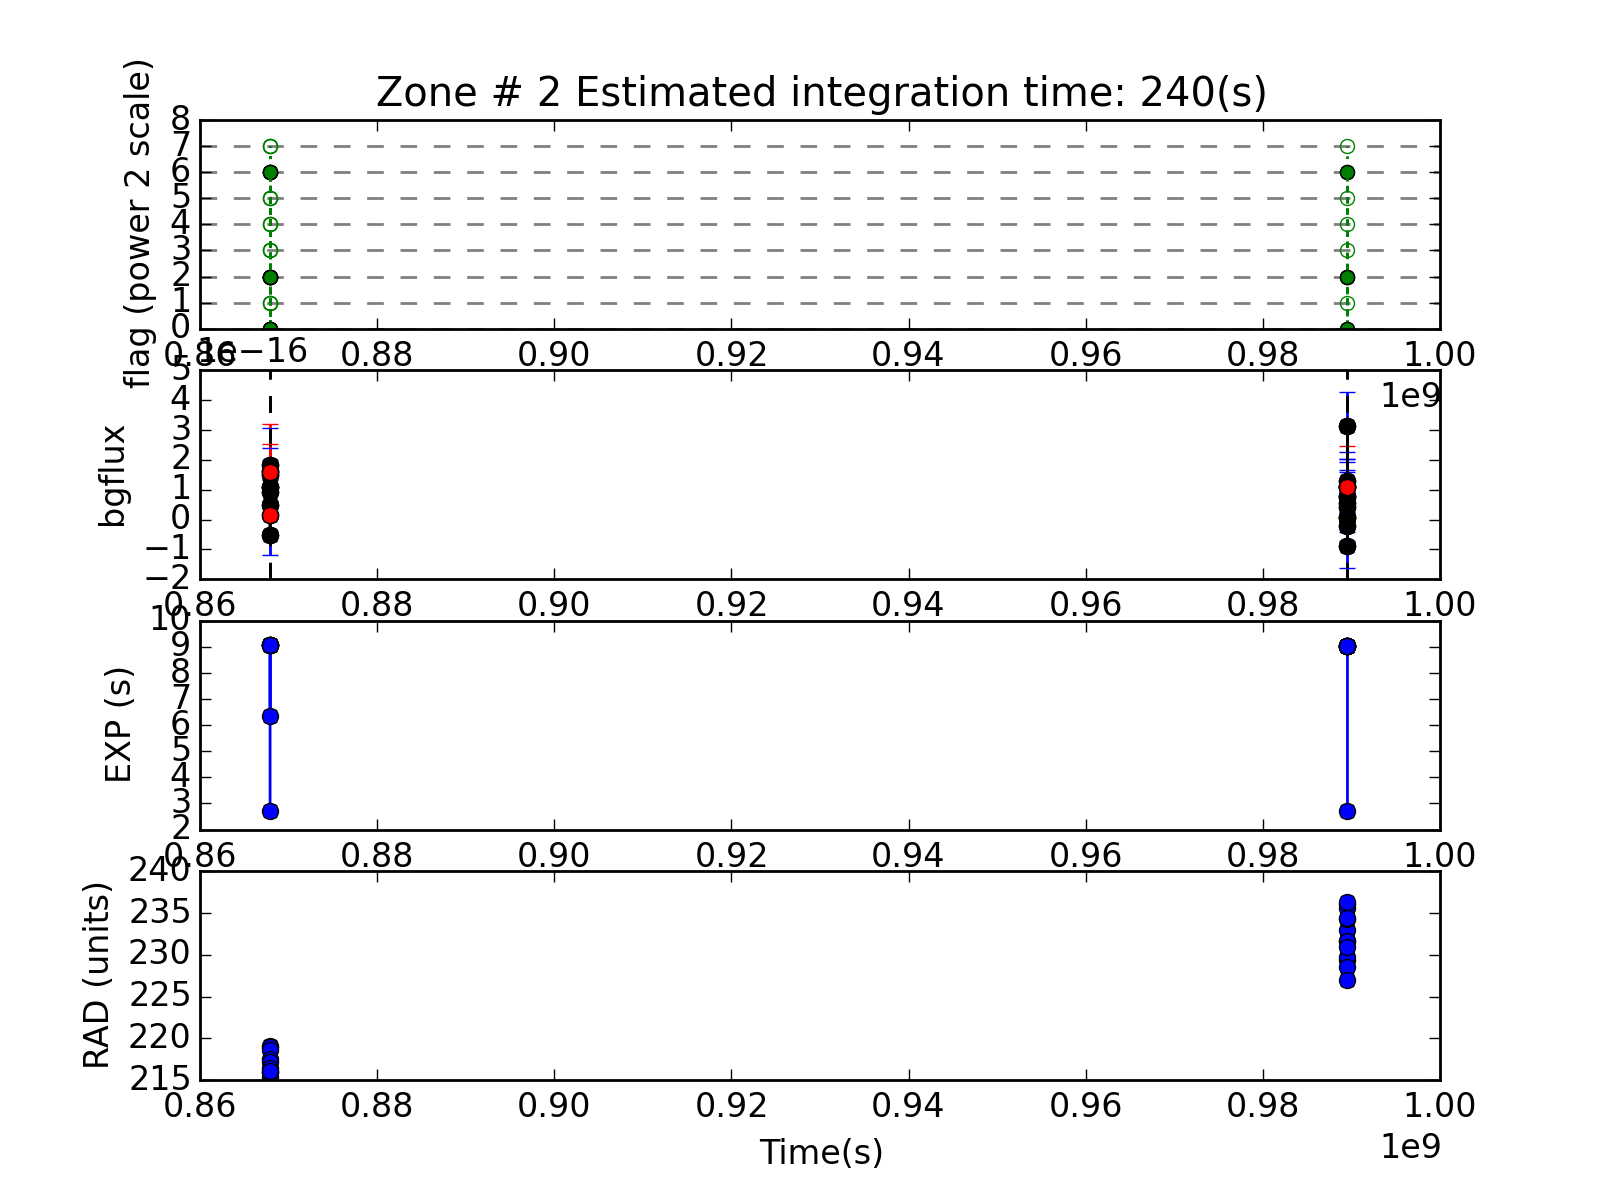 Zone # 2 Estimated integration time: 240(s)
flag (power 2 scale)
8
7
6
5
4
3
2
1
0
0.86 0.88 0.90 0.92 0.94 0.96 0.98 1.00
1e9
1e−16
bgflux
5
4
3
2
1
0
−1
−2
0.86 0.88 0.90 0.92 0.94 0.96 0.98 1.00
EXP (s)
10
9
8
7
6
5
4
3
2
0.86 0.88 0.90 0.92 0.94 0.96 0.98 1.00
RAD (units)
240
235
230
225
220
215
0.86 0.88 0.90 0.92 0.94 0.96 0.98 1.00
Time(s)
1e9